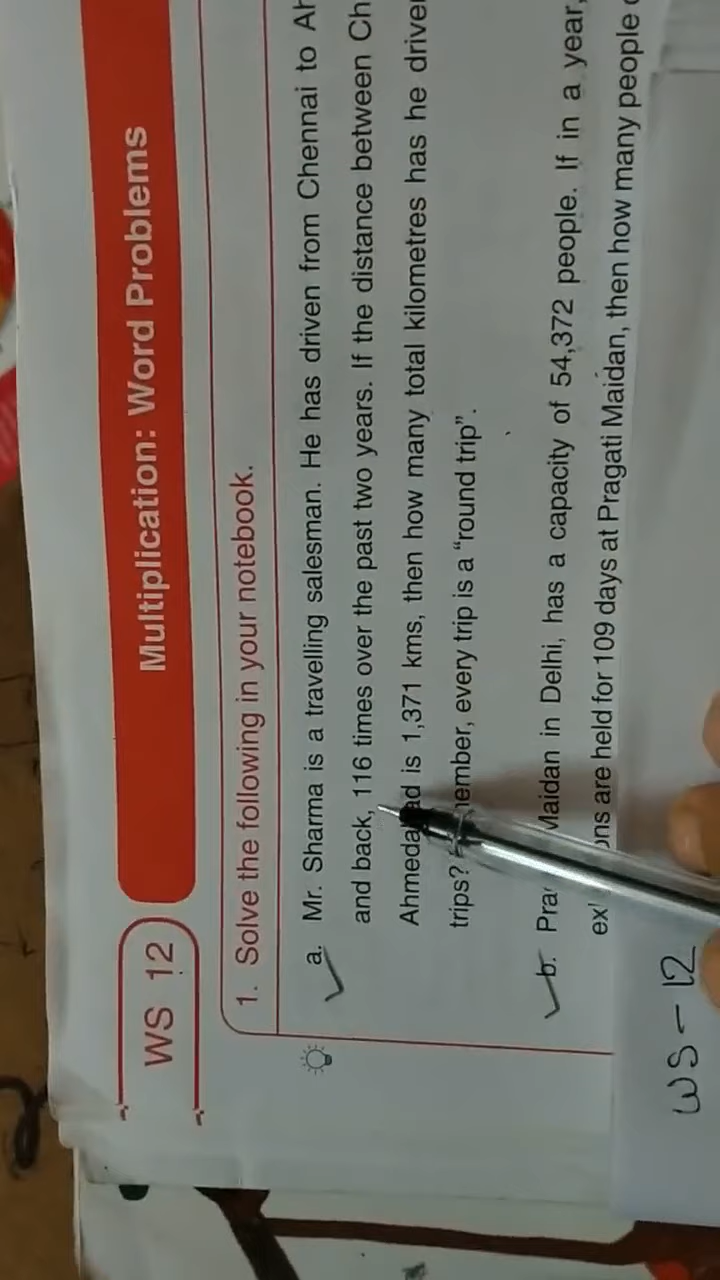 WS 12
Multiplication: Word Problems
1. Solve the following in your notebook.
a. Mr. Sharma is a travelling salesman. He has driven from Chennai to Ah
and back, 116 times over the past two years. If the distance between Ch
is 1,371 kms, then how many total kilometres has he driven
trips? every trip is a "round trip".
b. Maidan in Delhi, has a capacity of 54,372 people. If in a year,
are held for 109 days at Pragati Maidan, then how many people
WS-12